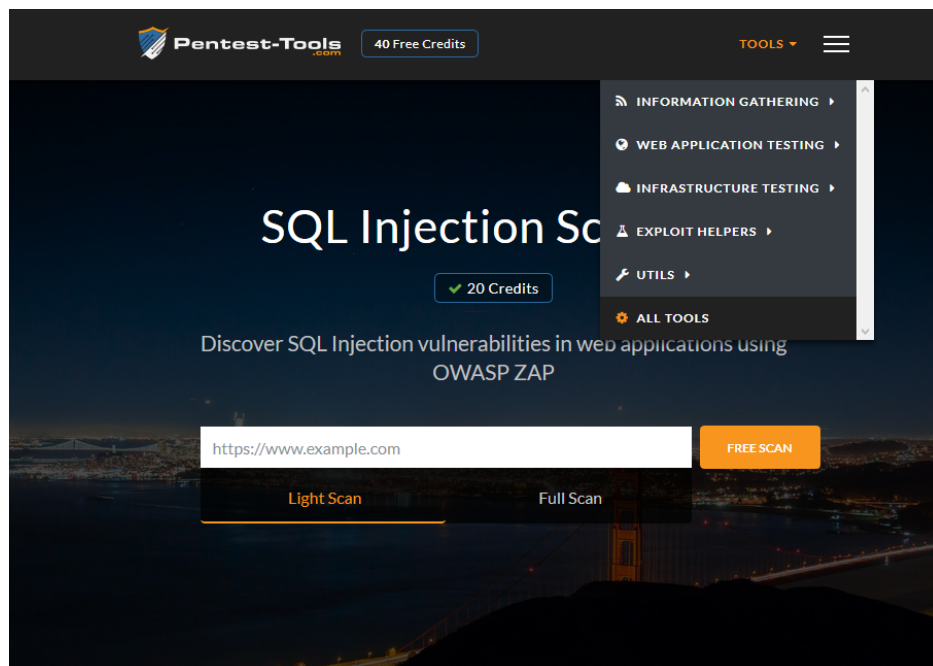 Pentest-Tools
.com
40 Free Credits
TOOLS
INFORMATION GATHERING
WEB APPLICATION TESTING
INFRASTRUCTURE TESTING
EXPLOIT HELPERS
UTILS
ALL TOOLS
SQL Injection Sc
20 Credits
Discover SQL Injection vulnerabilities in web applications using
OWASP ZAP
https://www.example.com
FREE SCAN
Light Scan
Full Scan